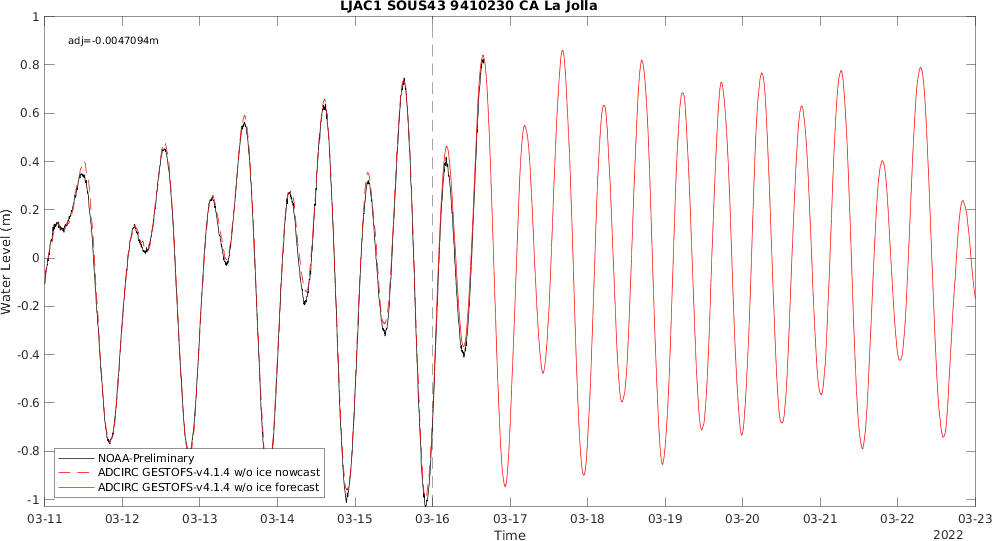 LJAC1 SOUS43 9410230 CA La Jolla
adj=-0.0047094m
1
0.8
0.6
0.4
0.2
0
-0.2
-0.4
-0.6
-0.8
-1
Water Level (m)
NOAA-Preliminary
ADCIRC GESTOFS-v4.1.4 w/o ice nowcast
ADCIRC GESTOFS-v4.1.4 w/o ice forecast
03-11 03-12 03-13 03-14 03-15 03-16 03-17 03-18 03-19 03-20 03-21 03-22 03-23
Time
2022